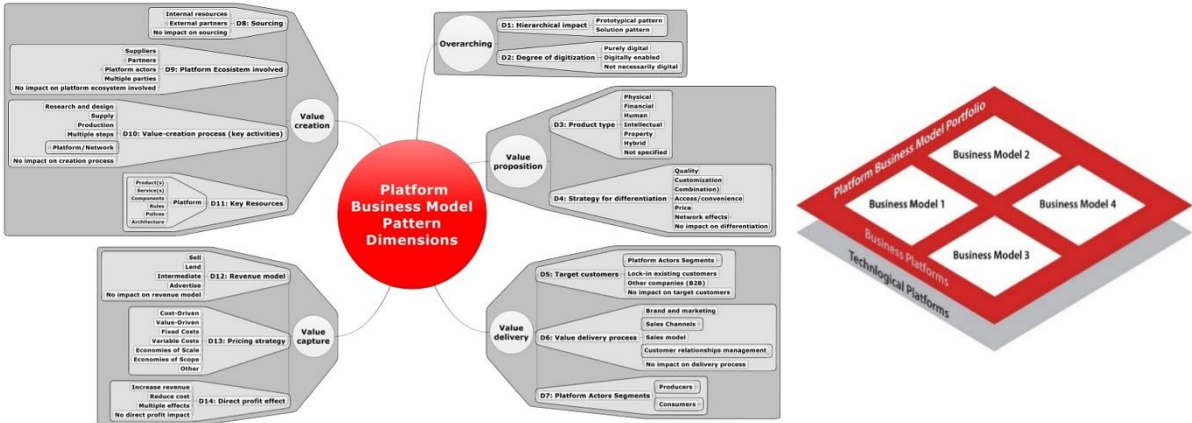 Platform
Business Model
Pattern
Dimensions
Overarching
D1: Hierarchical impact
Prototypical pattern
Solution pattern
D2: Degree of digitization
Purely digital
Digitally enabled
Not necessarily digital
Value
proposition
D3: Product type
Physical
Financial
Human
Intellectual
Property
Hybrid
Not specified
D4: Strategy for differentiation
Quality
Customization
Combination)
Access/convenience
Price
Network effects
No impact on differentiation
Value
delivery
D5: Target customers
Platform Actors Segments
Lock-in existing customers
Other companies (B2B)
No impact on target customers
D6: Value delivery process
Brand and marketing
Sales Channels
Sales model
Customer relationships management
No impact on delivery process
D7: Platform Actors Segments
Producers
Consumers
Value
creation
D8: Sourcing
Internal resources
External partners
No impact on sourcing
D9: Platform Ecosystem involved
Suppliers
Partners
Platform actors
Multiple parties
No impact on platform ecosystem involved
D10: Value-creation process (key activities)
Research and design
Supply
Production
Multiple steps
Platform/Network
No impact on creation process
D11: Key Resources
Platform
Product(s)
Service(s)
Components
Rules
Polices
Architecture
Value
capture
D12: Revenue model
Sell
Lend
Intermediate
Advertise
No impact on revenue model
D13: Pricing strategy
Cost-Driven
Value-Driven
Fixed Costs
Variable Costs
Economies of Scale
Economies of Scope
Other
D14: Direct profit effect
Increase revenue
Reduce cost
Multiple effects
No direct profit impact
Platform Business Model Portfolio
Business Model 2
Business Model 1
Business Model 4
Business Model 3
Business Platforms
Technlogical Platforms